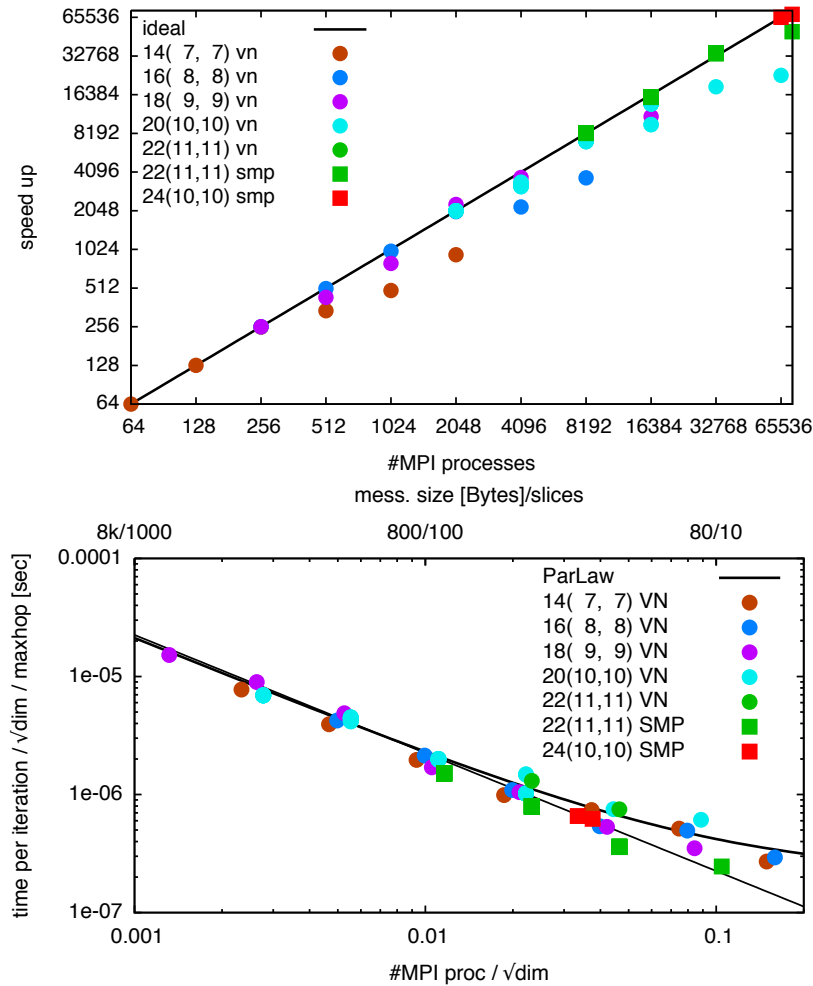 65536
32768
16384
8192
4096
2048
1024
512
256
128
64
speed up
ideal
14( 7, 7) vn
16( 8, 8) vn
18( 9, 9) vn
20(10,10) vn
22(11,11) vn
22(11,11) smp
24(10,10) smp
64 128 256 512 1024 2048 4096 8192 16384 32768 65536
#MPI processes
mess. size [Bytes]/slices
8k/1000 800/100 80/10
0.0001
1e-05
1e-06
1e-07
time per iteration / √dim / maxhop [sec]
ParLaw
14( 7, 7) VN
16( 8, 8) VN
18( 9, 9) VN
20(10,10) VN
22(11,11) VN
22(11,11) SMP
24(10,10) SMP
0.001 0.01 0.1
#MPI proc / √dim